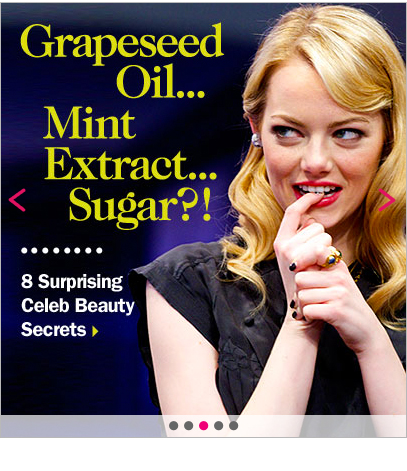 Grapeseed
Oil...
Mint
Extract...
Sugar?!
8 Surprising
Celeb Beauty
Secrets